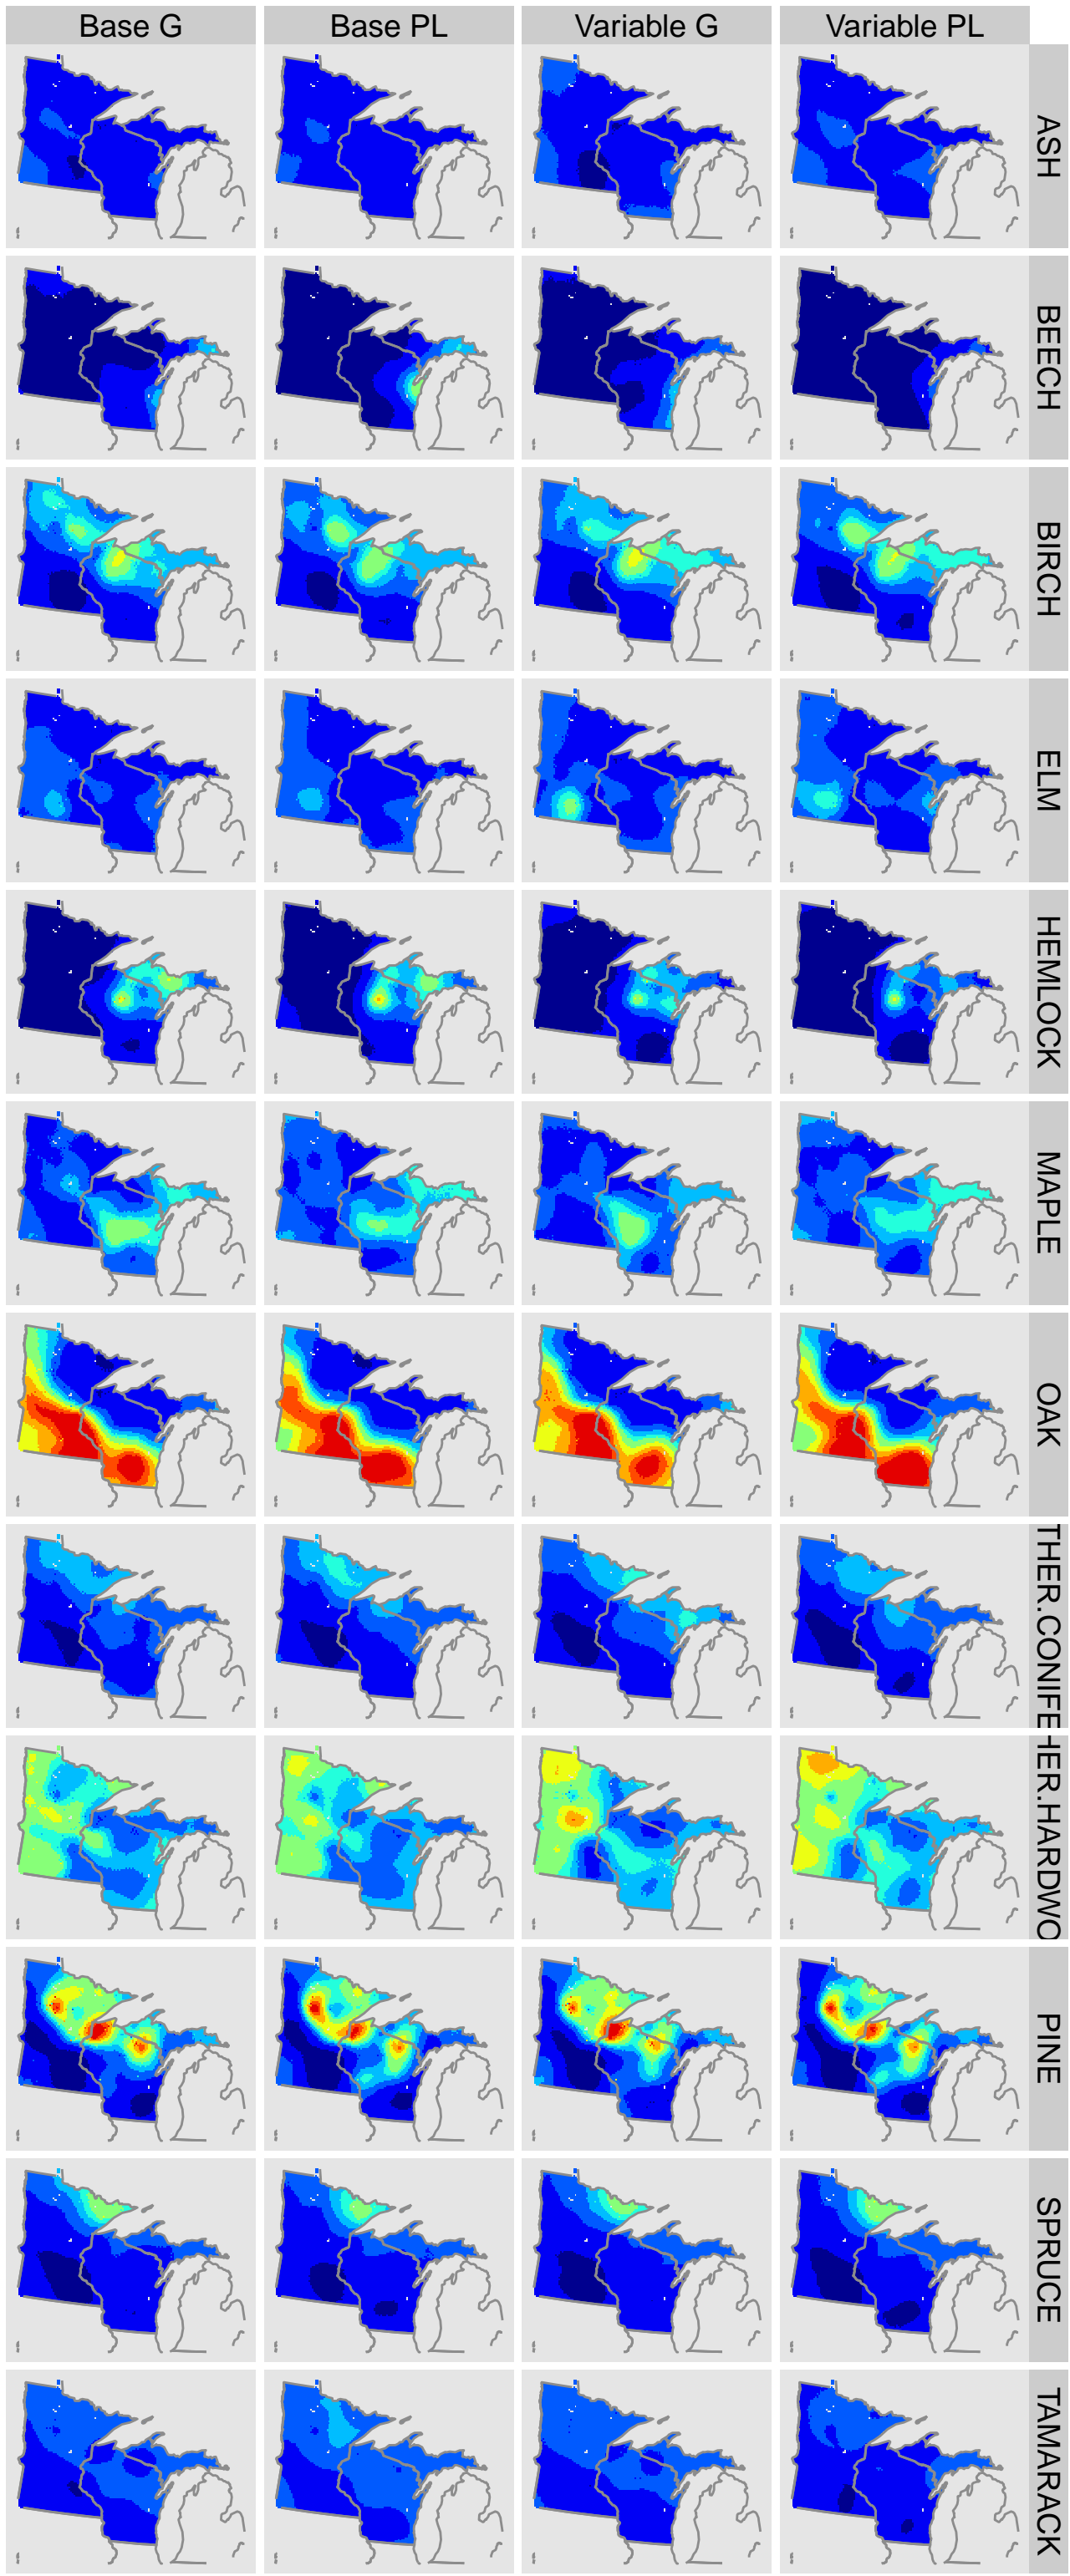 Base G
Base PL
Variable G
Variable PL
ASH
BEECH
BIRCH
ELM
HEMLOCK
MAPLE
OAK
THER.CONIFE
HER.HARDWO
PINE
SPRUCE
TAMARACK